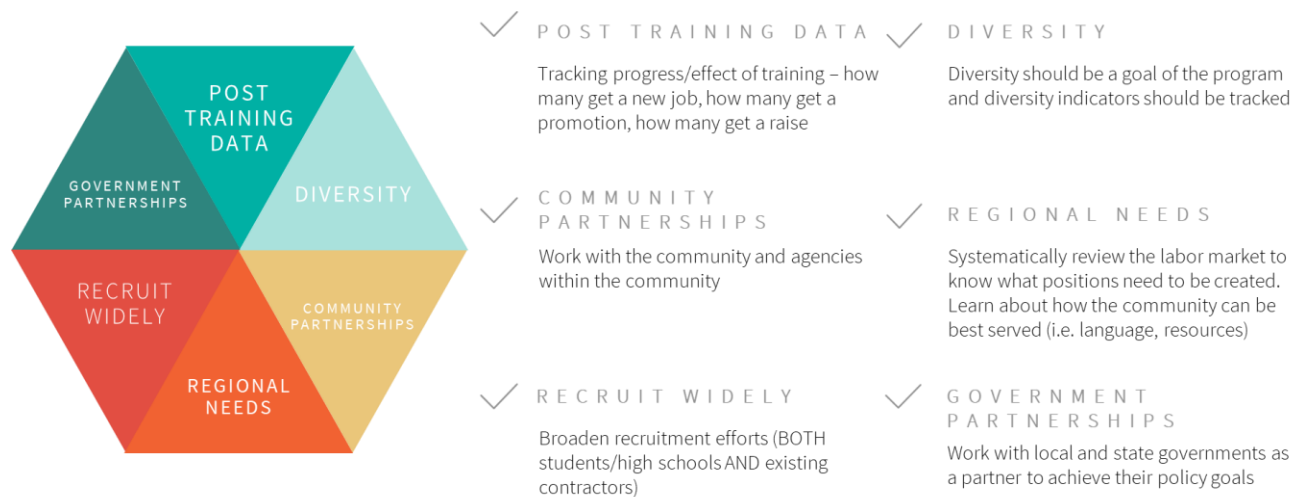 POST
TRAINING
DATA
GOVERNMENT
PARTNERSHIPS
DIVERSITY
RECRUIT
WIDELY
COMMUNITY
PARTNERSHIPS
REGIONAL
NEEDS
POST TRAINING DATA
Tracking progress/effect of training – how
many get a new job, how many get a
promotion, how many get a raise
DIVERSITY
Diversity should be a goal of the program
and diversity indicators should be tracked
COMMUNITY
PARTNERSHIPS
Work with the community and agencies
within the community
REGIONAL NEEDS
Systematically review the labor market to
know what positions need to be created.
Learn about how the community can be
best served (i.e. language, resources)
RECRUIT WIDELY
Broaden recruitment efforts (BOTH
students/high schools AND existing
contractors)
GOVERNMENT
PARTNERSHIPS
Work with local and state governments as
a partner to achieve their policy goals